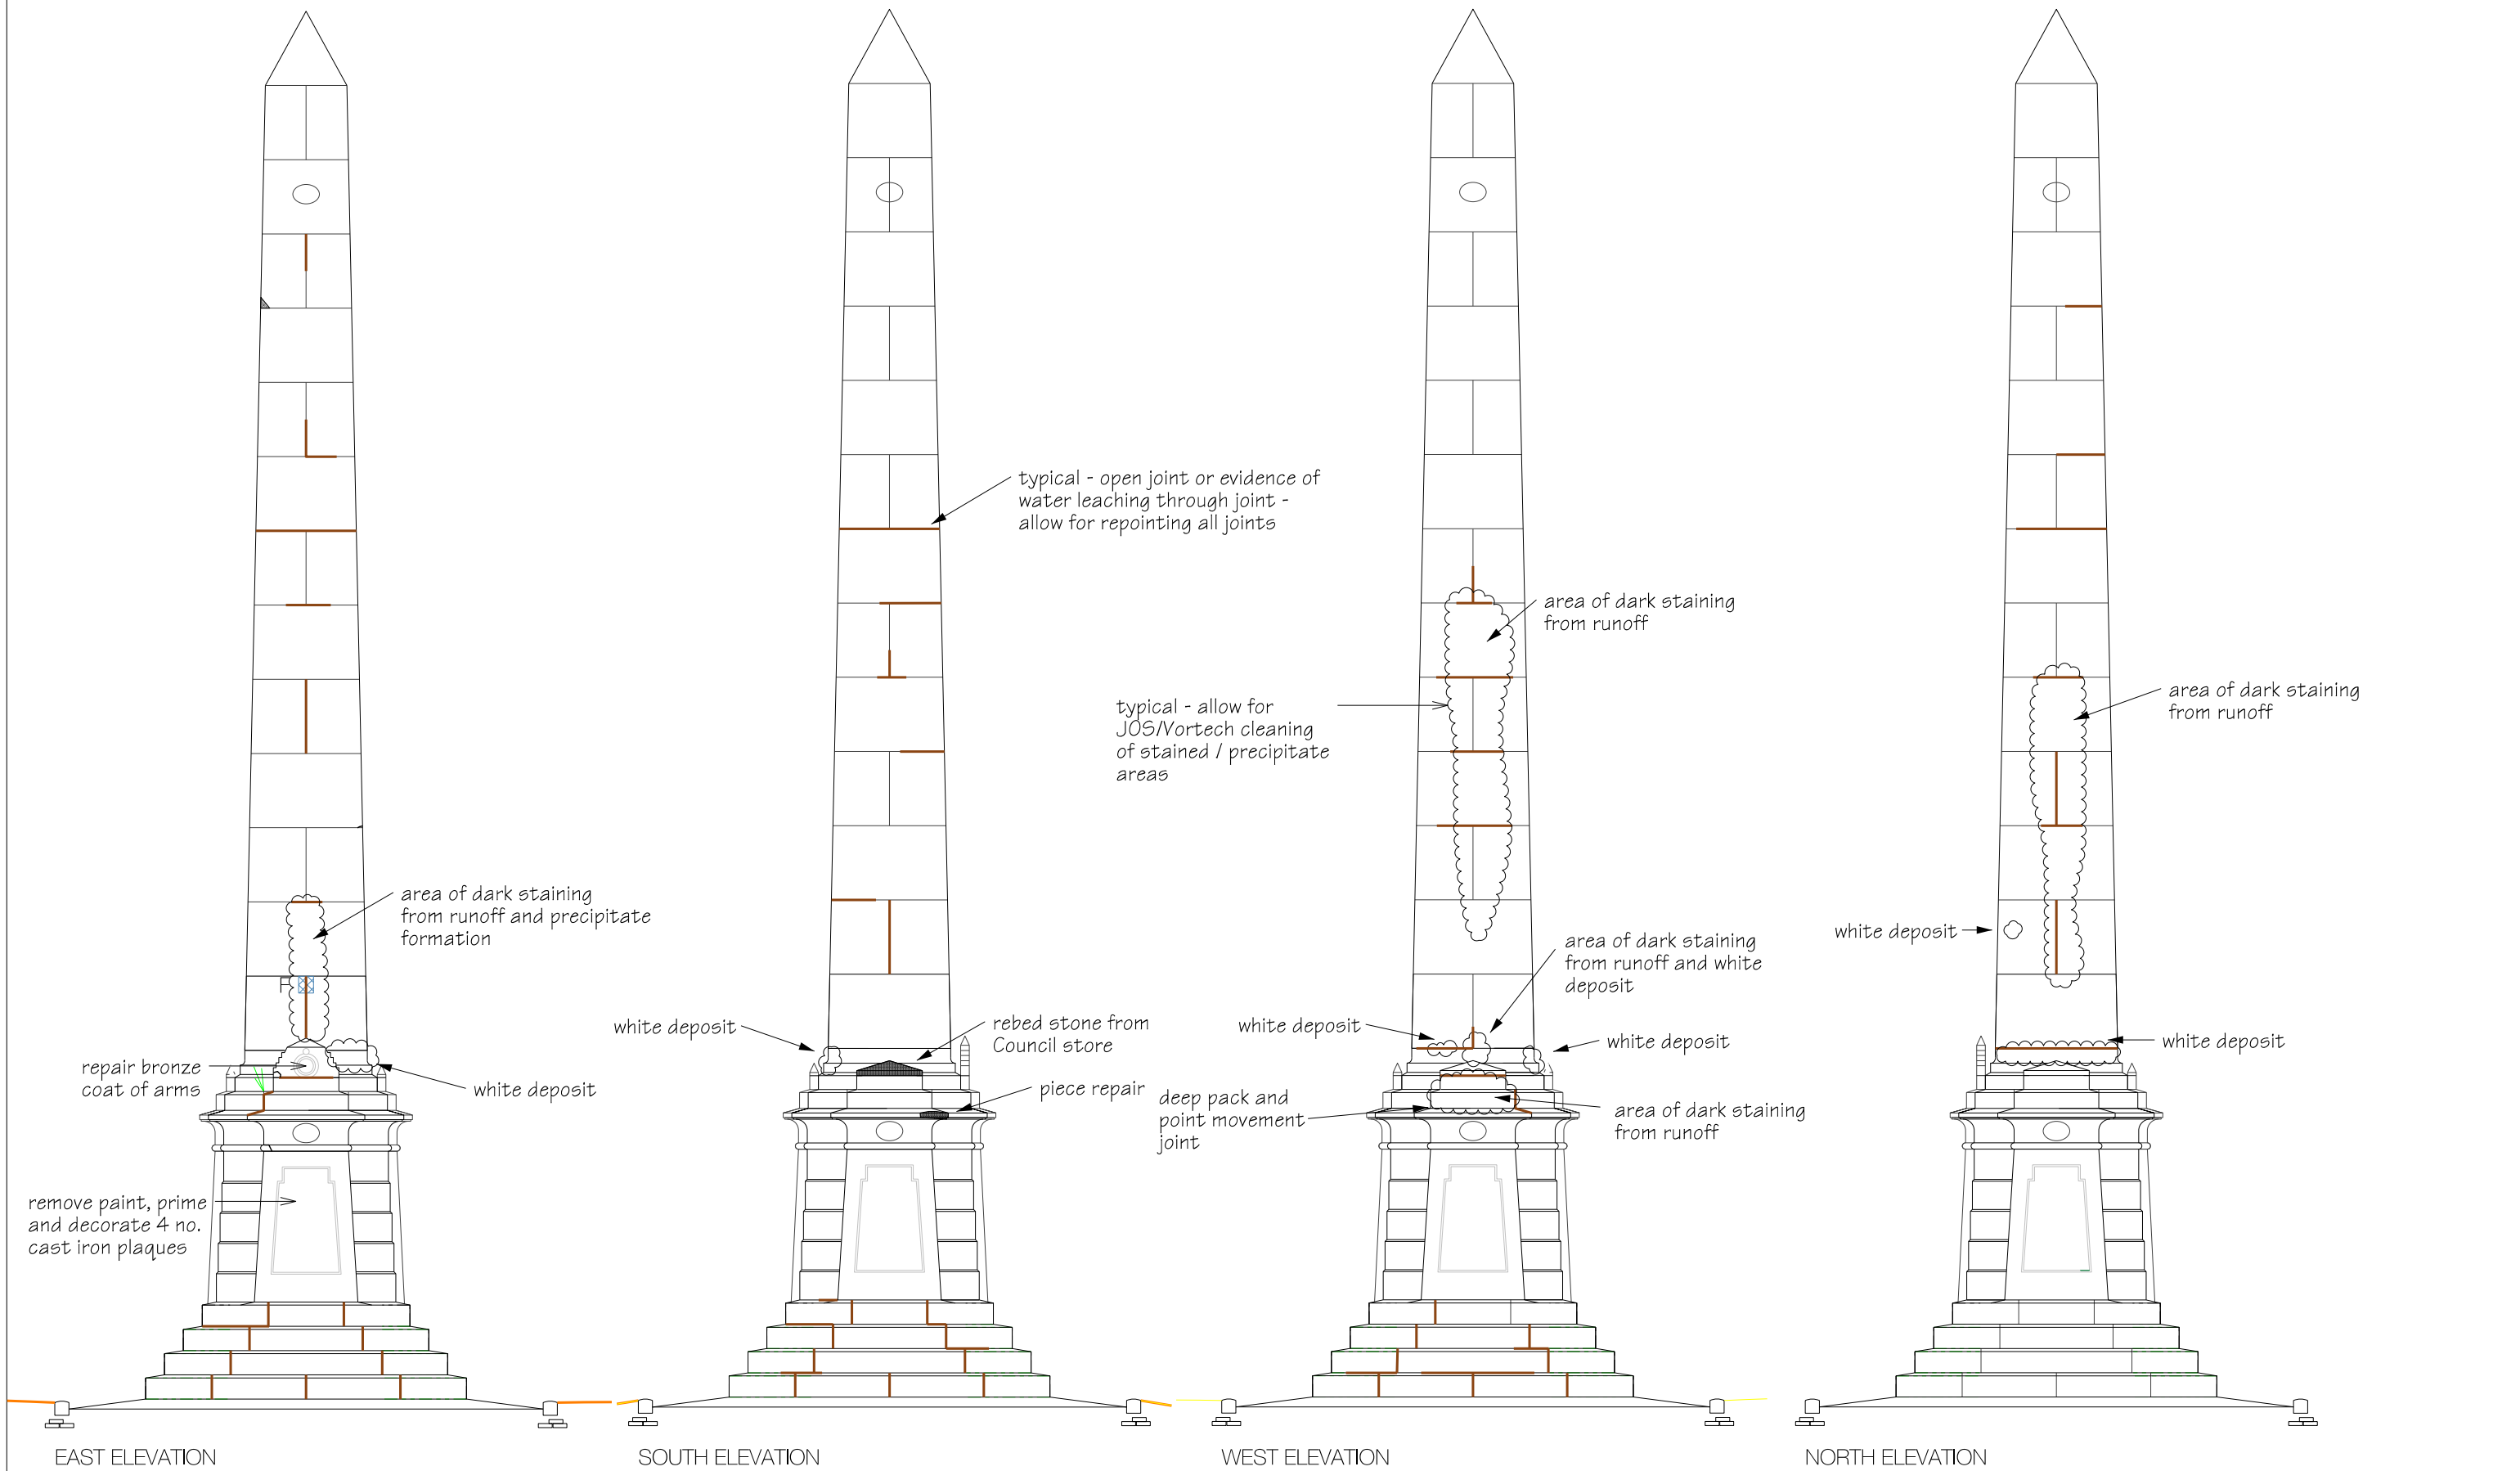 typical - open joint or evidence of
water leaching through joint -
allow for repointing all joints
area of dark staining
from runoff
area of dark staining
from runoff
typical - allow for
JOS/Vortech cleaning
of stained / precipitate
areas
area of dark staining
from runoff and precipitate
formation
F
area of dark staining
from runoff and white
deposit
white deposit
white deposit
rebed stone from
Council store
white deposit
white deposit
white deposit
repair bronze
coat of arms
white deposit
piece repair
deep pack and
point movement
joint
area of dark staining
from runoff
remove paint, prime
and decorate 4 no.
cast iron plaques
EAST ELEVATION
SOUTH ELEVATION
WEST ELEVATION
NORTH ELEVATION